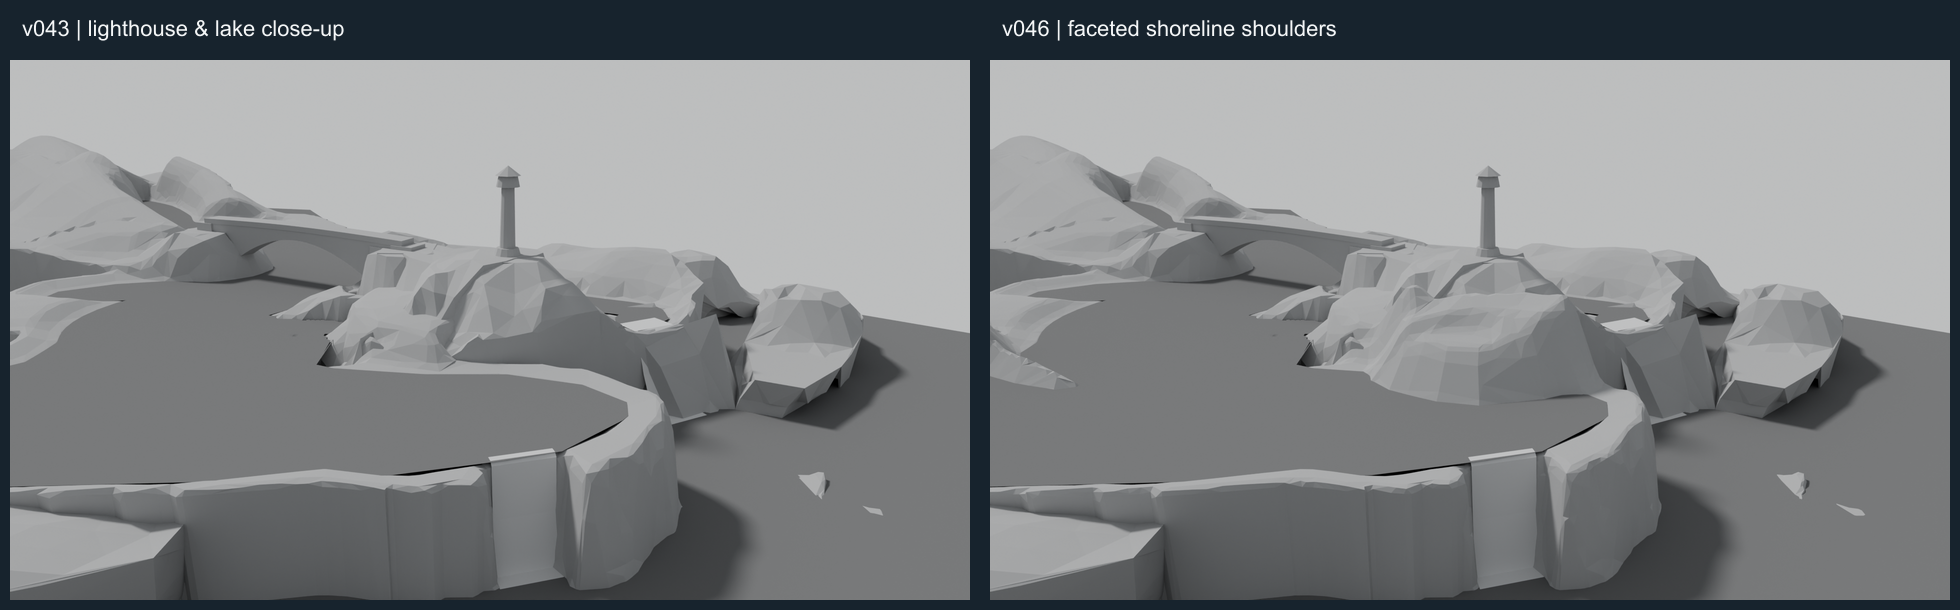 v043 | lighthouse & lake close-up
v046 | faceted shoreline shoulders